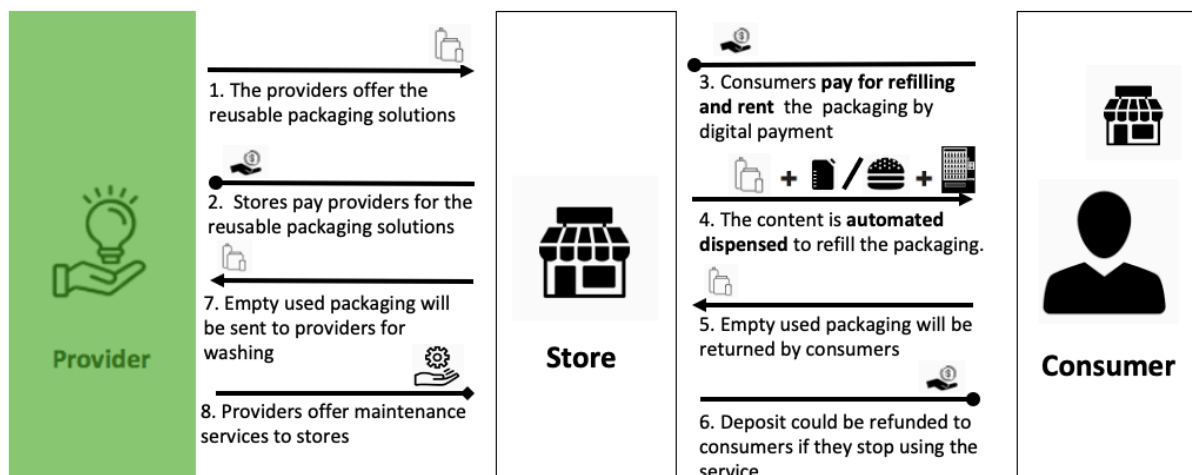 Provider
1. The providers offer the
reusable packaging solutions
2. Stores pay providers for the
reusable packaging solutions
7. Empty used packaging will
be sent to providers for
washing
8. Providers offer maintenance
services to stores
Store
3. Consumers pay for refilling
and rent the packaging by
digital payment
4. The content is automated
dispensed to refill the packaging.
5. Empty used packaging will be
returned by consumers
6. Deposit could be refunded to
consumers if they stop using the
service
Consumer